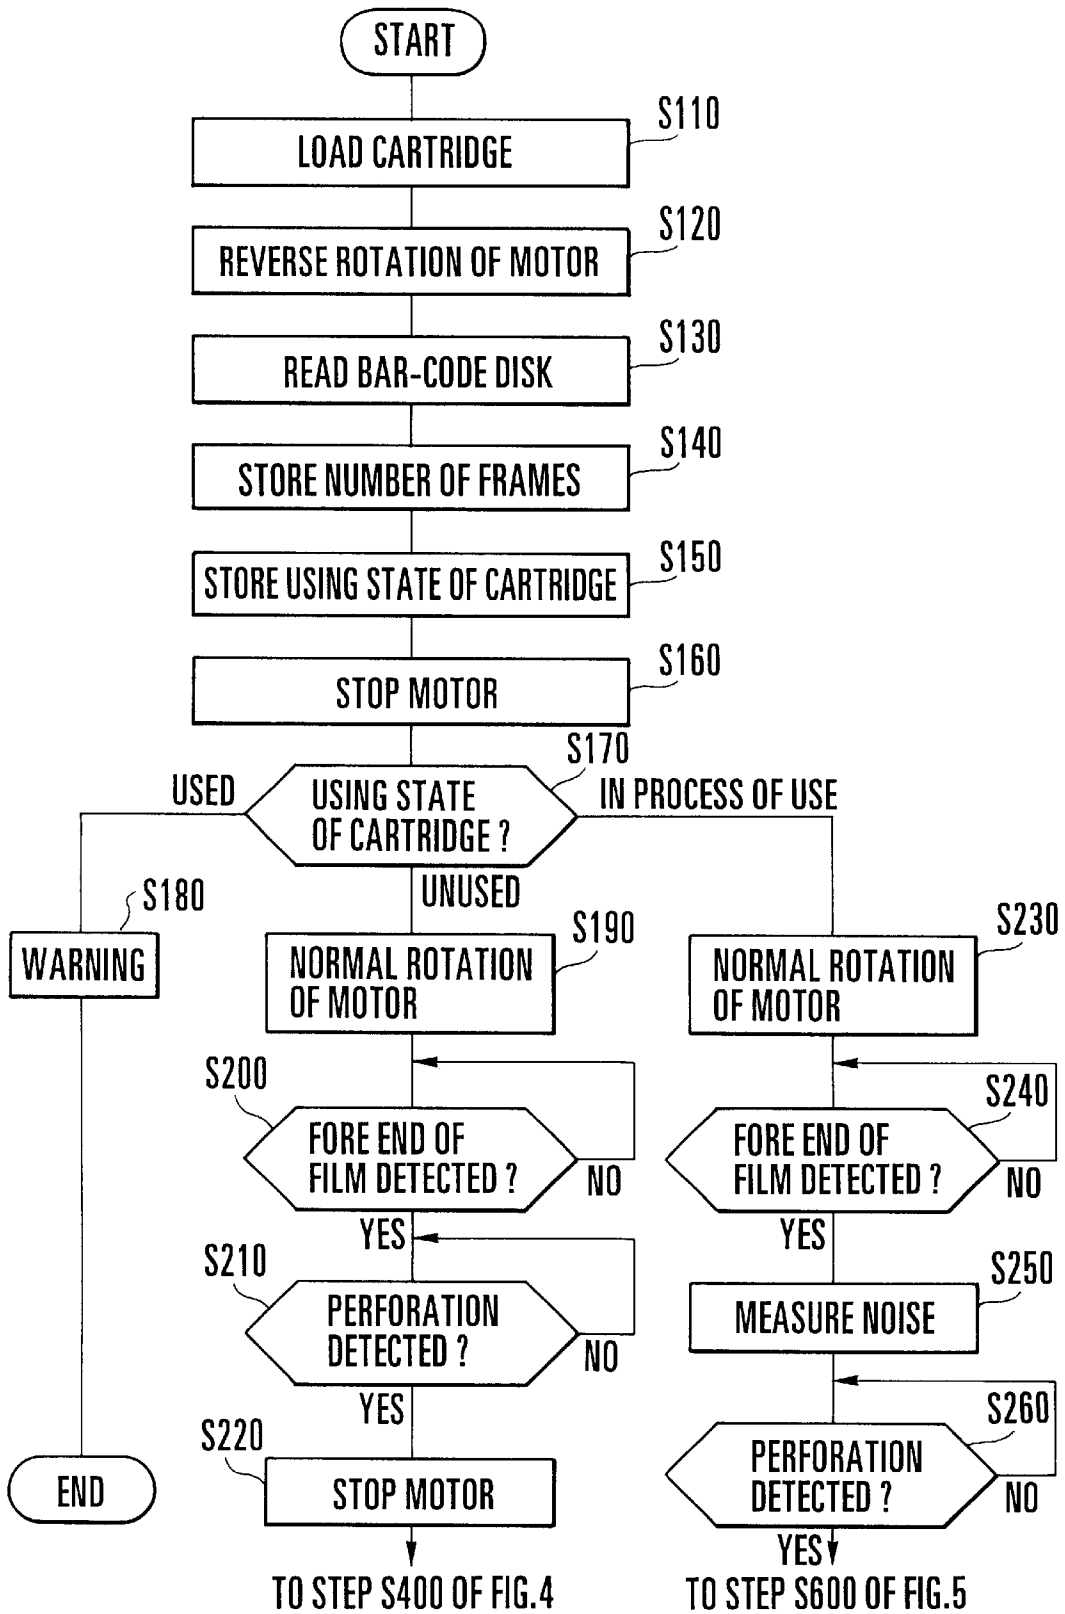 START
S110
LOAD CARTRIDGE
S120
REVERSE ROTATION OF MOTOR
S130
READ BAR-CODE DISK
S140
STORE NUMBER OF FRAMES
S150
STORE USING STATE OF CARTRIDGE
S160
STOP MOTOR
S170
USED
USING STATE
OF CARTRIDGE ?
IN PROCESS OF USE
UNUSED
S180
WARNING
S190
NORMAL ROTATION
OF MOTOR
S230
NORMAL ROTATION
OF MOTOR
S200
FORE END OF
FILM DETECTED ?
NO
YES
S240
FORE END OF
FILM DETECTED ?
NO
YES
S210
PERFORATION
DETECTED ?
NO
YES
S250
MEASURE NOISE
S220
STOP MOTOR
S260
PERFORATION
DETECTED ?
NO
YES
END
TO STEP S400 OF FIG.4
TO STEP S600 OF FIG.5